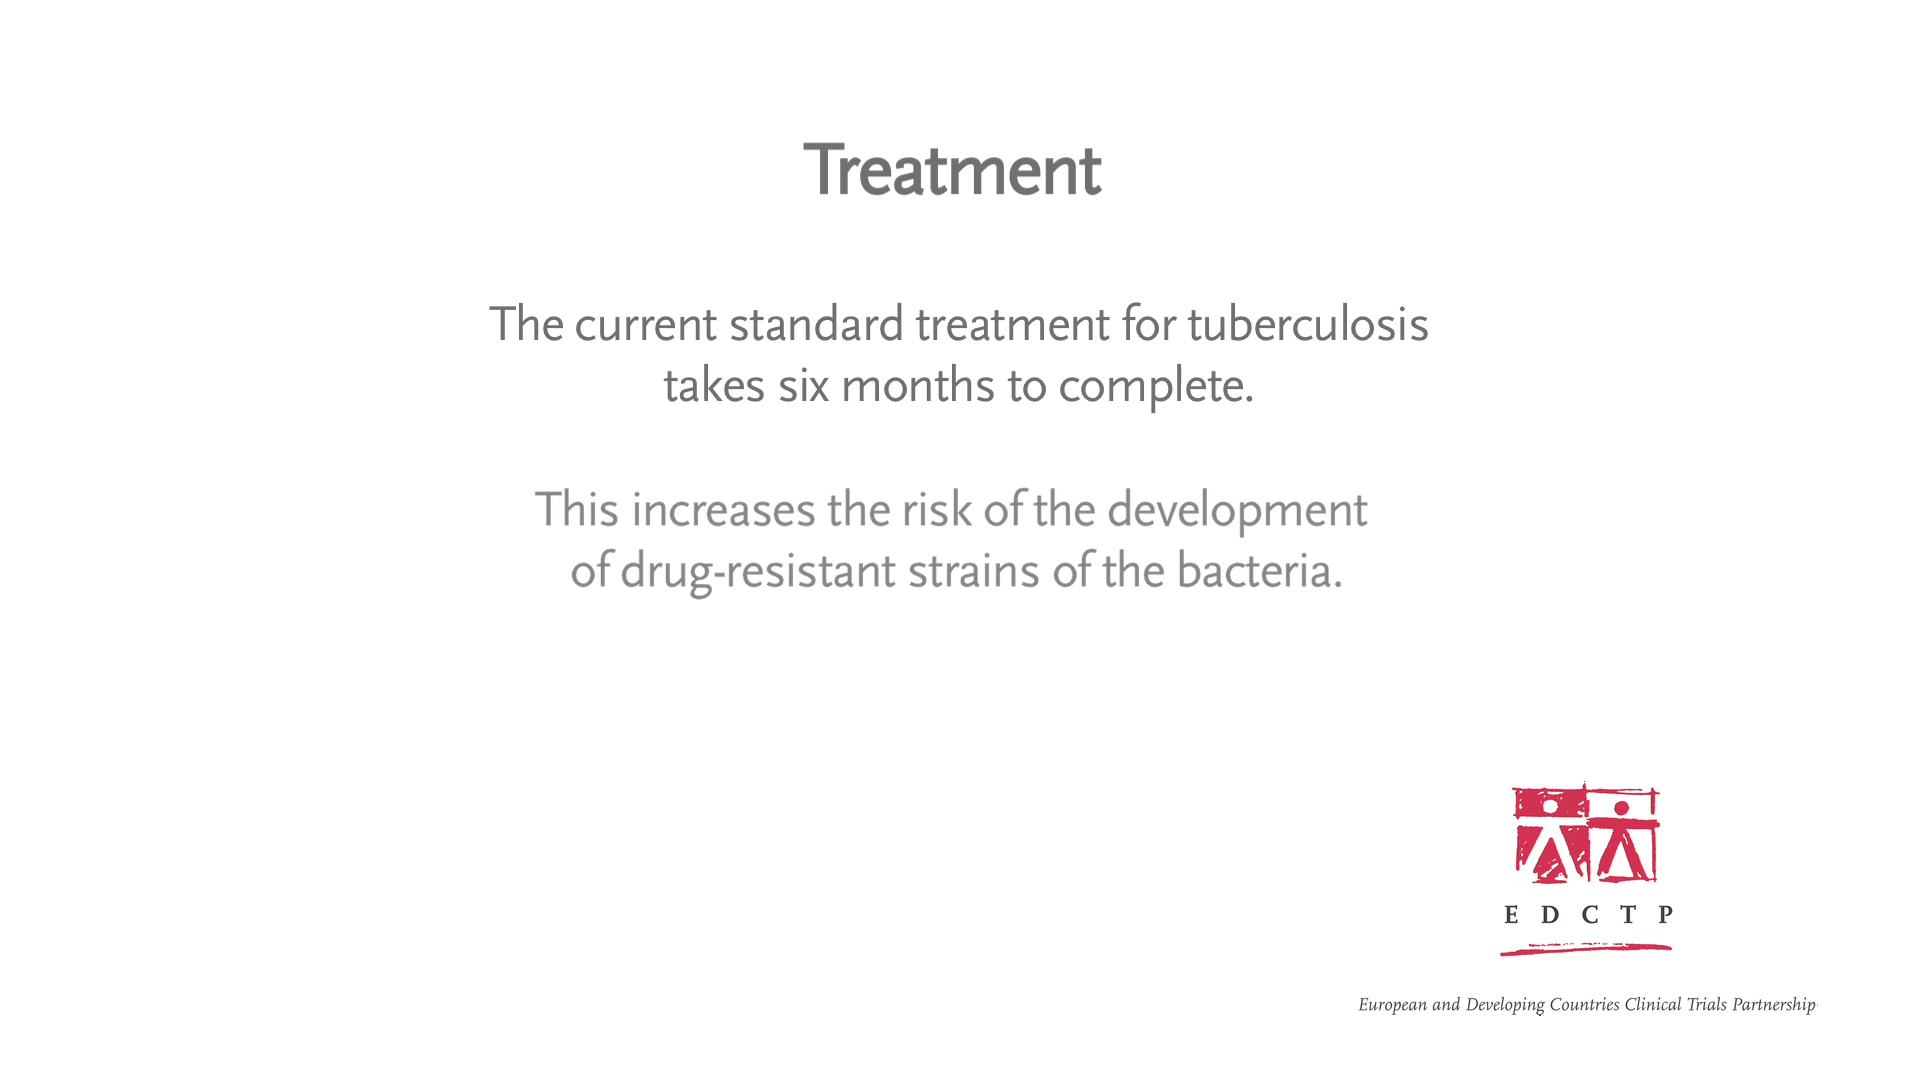 Treatment
The current standard treatment for tuberculosis
takes six months to complete.
This increases the risk of the development
of drug-resistant strains of the bacteria.
E D C T P
European and Developing Countries Clinical Trials Partnership